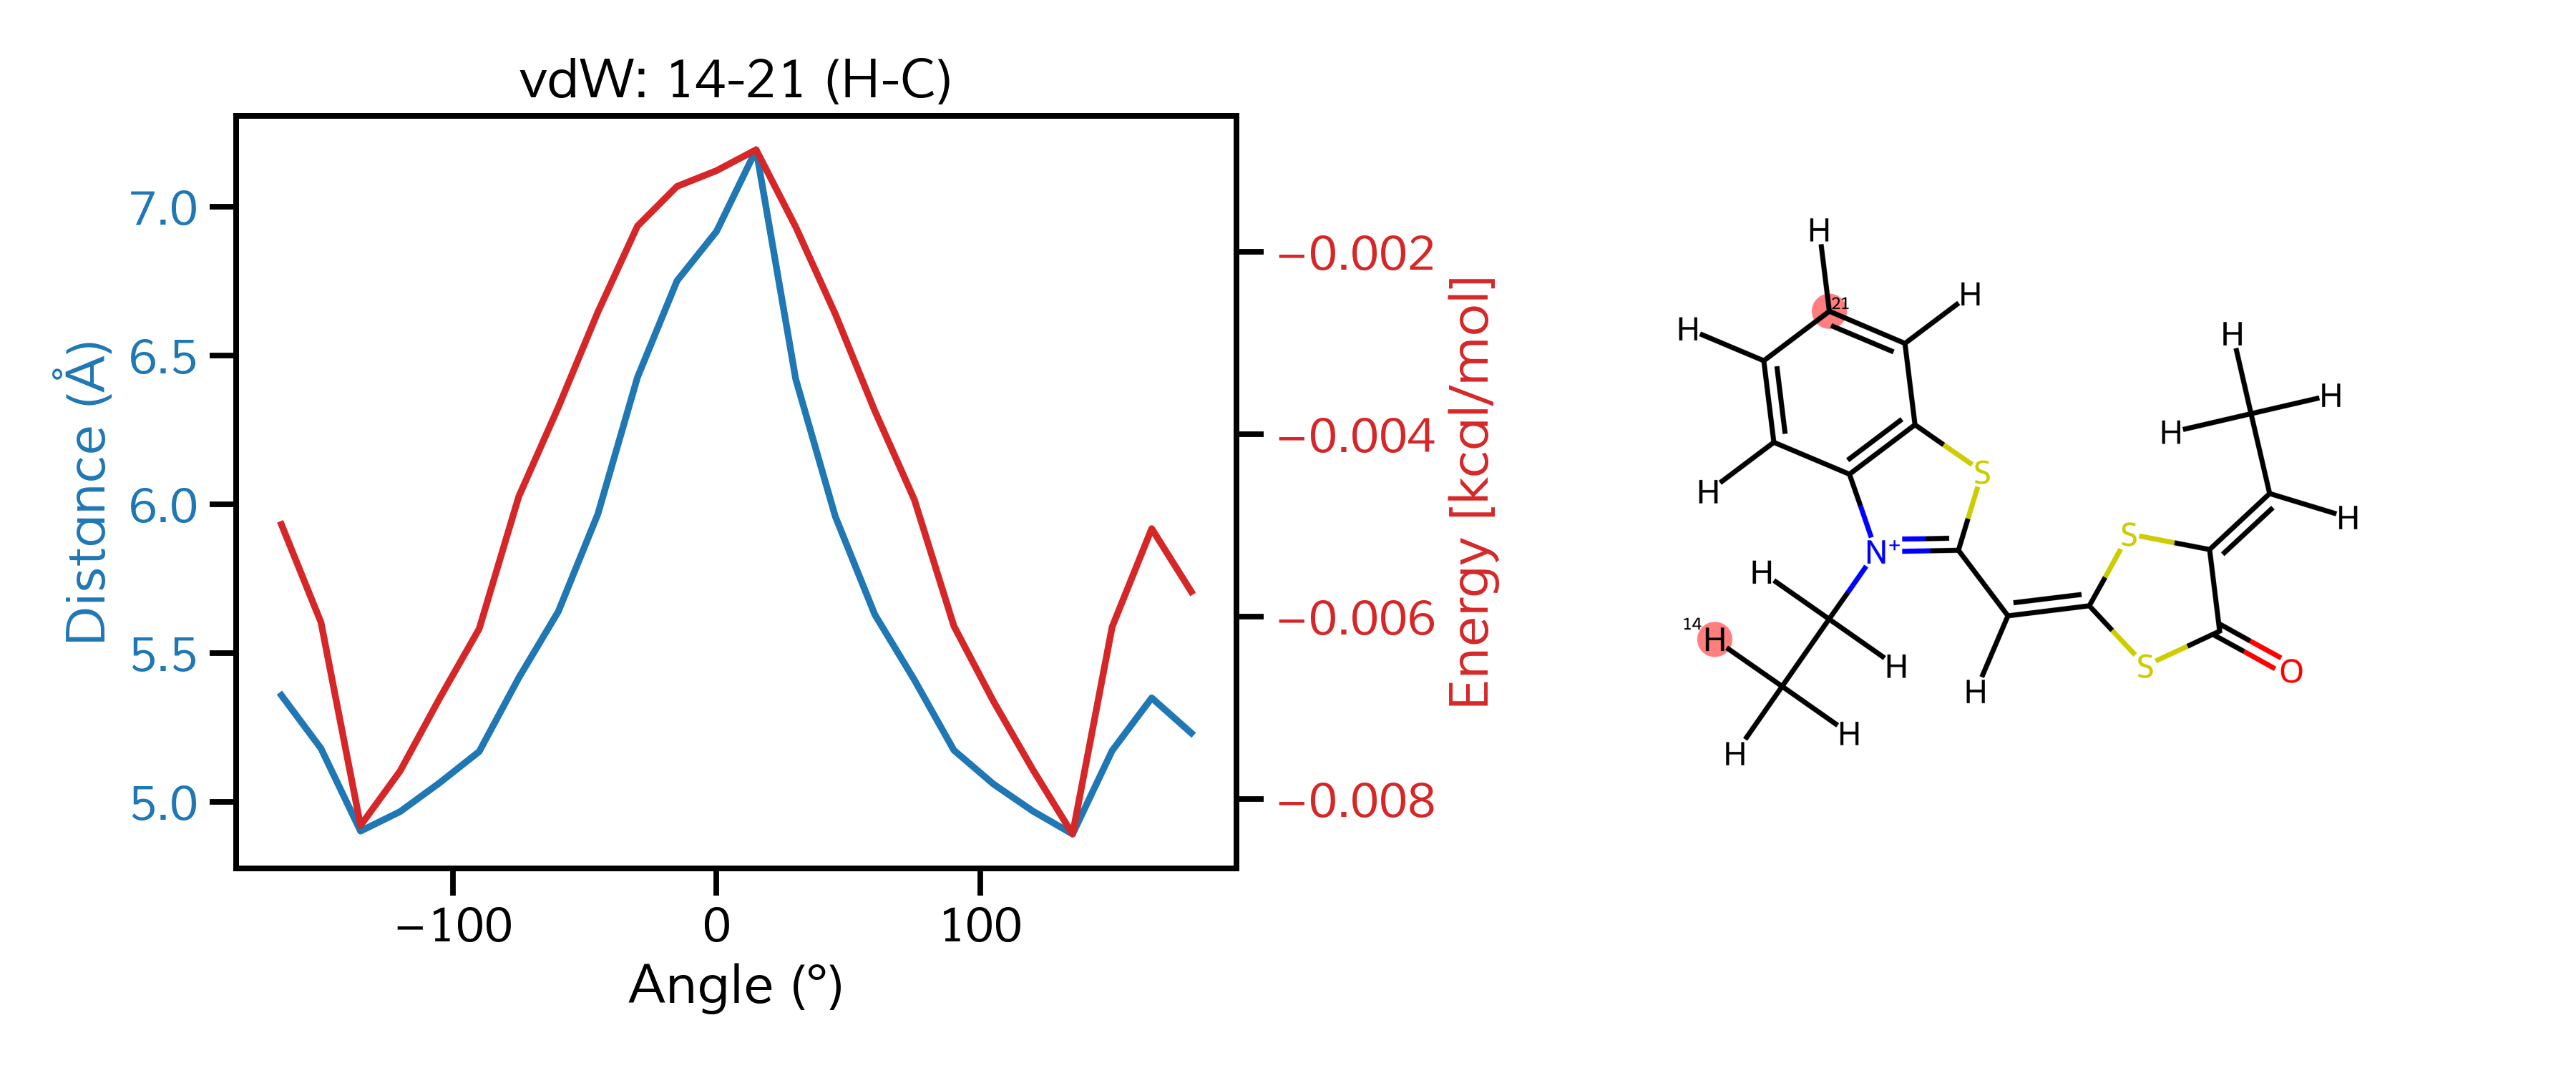 vdW: 14-21 (H-C)
7.0
6.5
6.0
5.5
5.0
Distance (Å)
−100
0
100
Angle (°)
−0.002
−0.004
−0.006
−0.008
Energy [kcal/mol]
H
21
H
H
H
H
H
H
S
H
S
H
N+
H
14
H
H
H
S
O
H
H